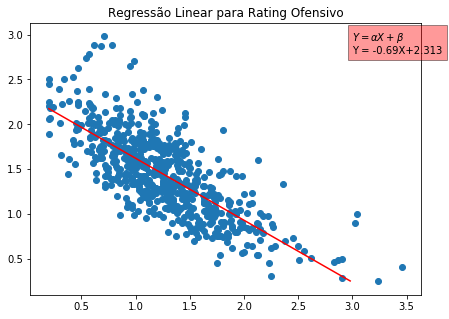 Regressão Linear para Rating Ofensivo
Y = αX + β
Y = -0.69X+2.313
3.0
2.5
2.0
1.5
1.0
0.5
0.5 1.0 1.5 2.0 2.5 3.0 3.5